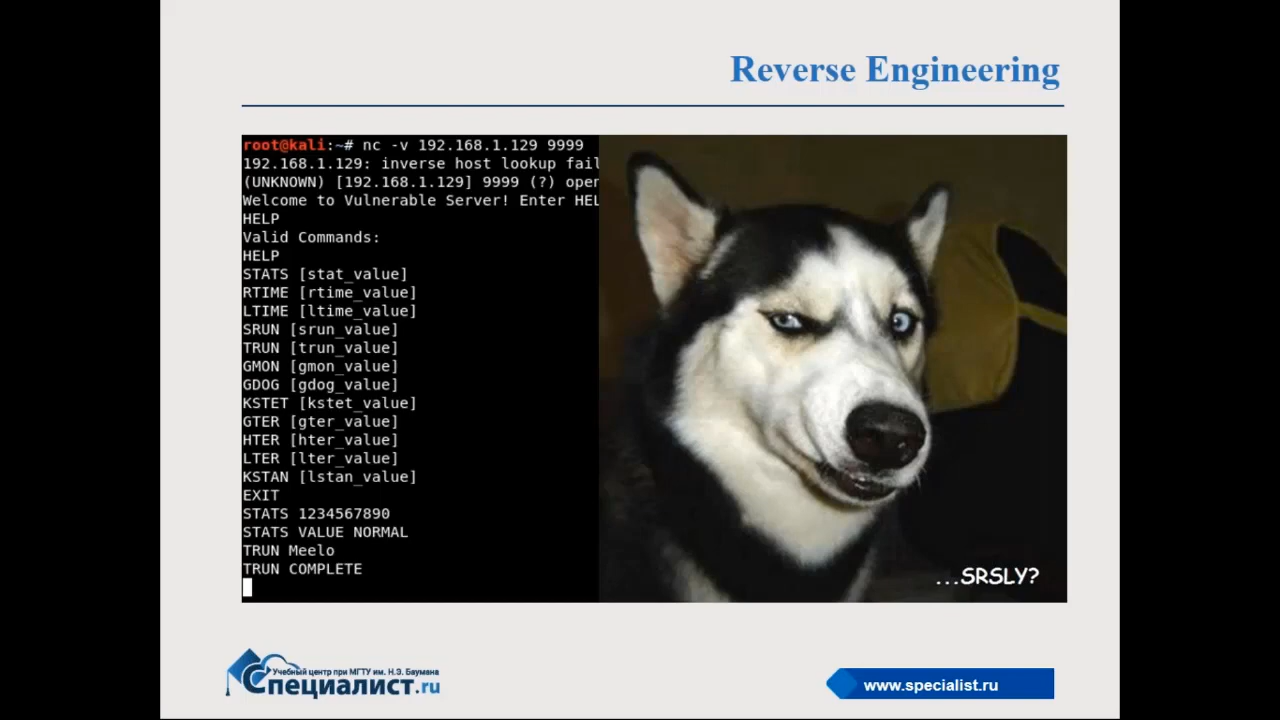 Reverse Engineering
root@kali:~# nc -v 192.168.1.129 9999
192.168.1.129: inverse host lookup fail
(UNKNOWN) [192.168.1.129] 9999 (?) open
Welcome to Vulnerable Server! Enter HEL
HELP
Valid Commands:
HELP
STATS [stat_value]
RTIME [rtime_value]
LTIME [ltime_value]
SRUN [srun_value]
TRUN [trun_value]
GMON [gmon_value]
GDOG [gdog_value]
KSTET [kstet_value]
GTER [gter_value]
HTER [hter_value]
LTER [lter_value]
KSTAN [lstan_value]
EXIT
STATS 1234567890
STATS VALUE NORMAL
TRUN Meelo
TRUN COMPLETE
...SRSLY?
Учебный центр при МГТУ им. Н.Э. Баумана
Специалист.ru
www.specialist.ru